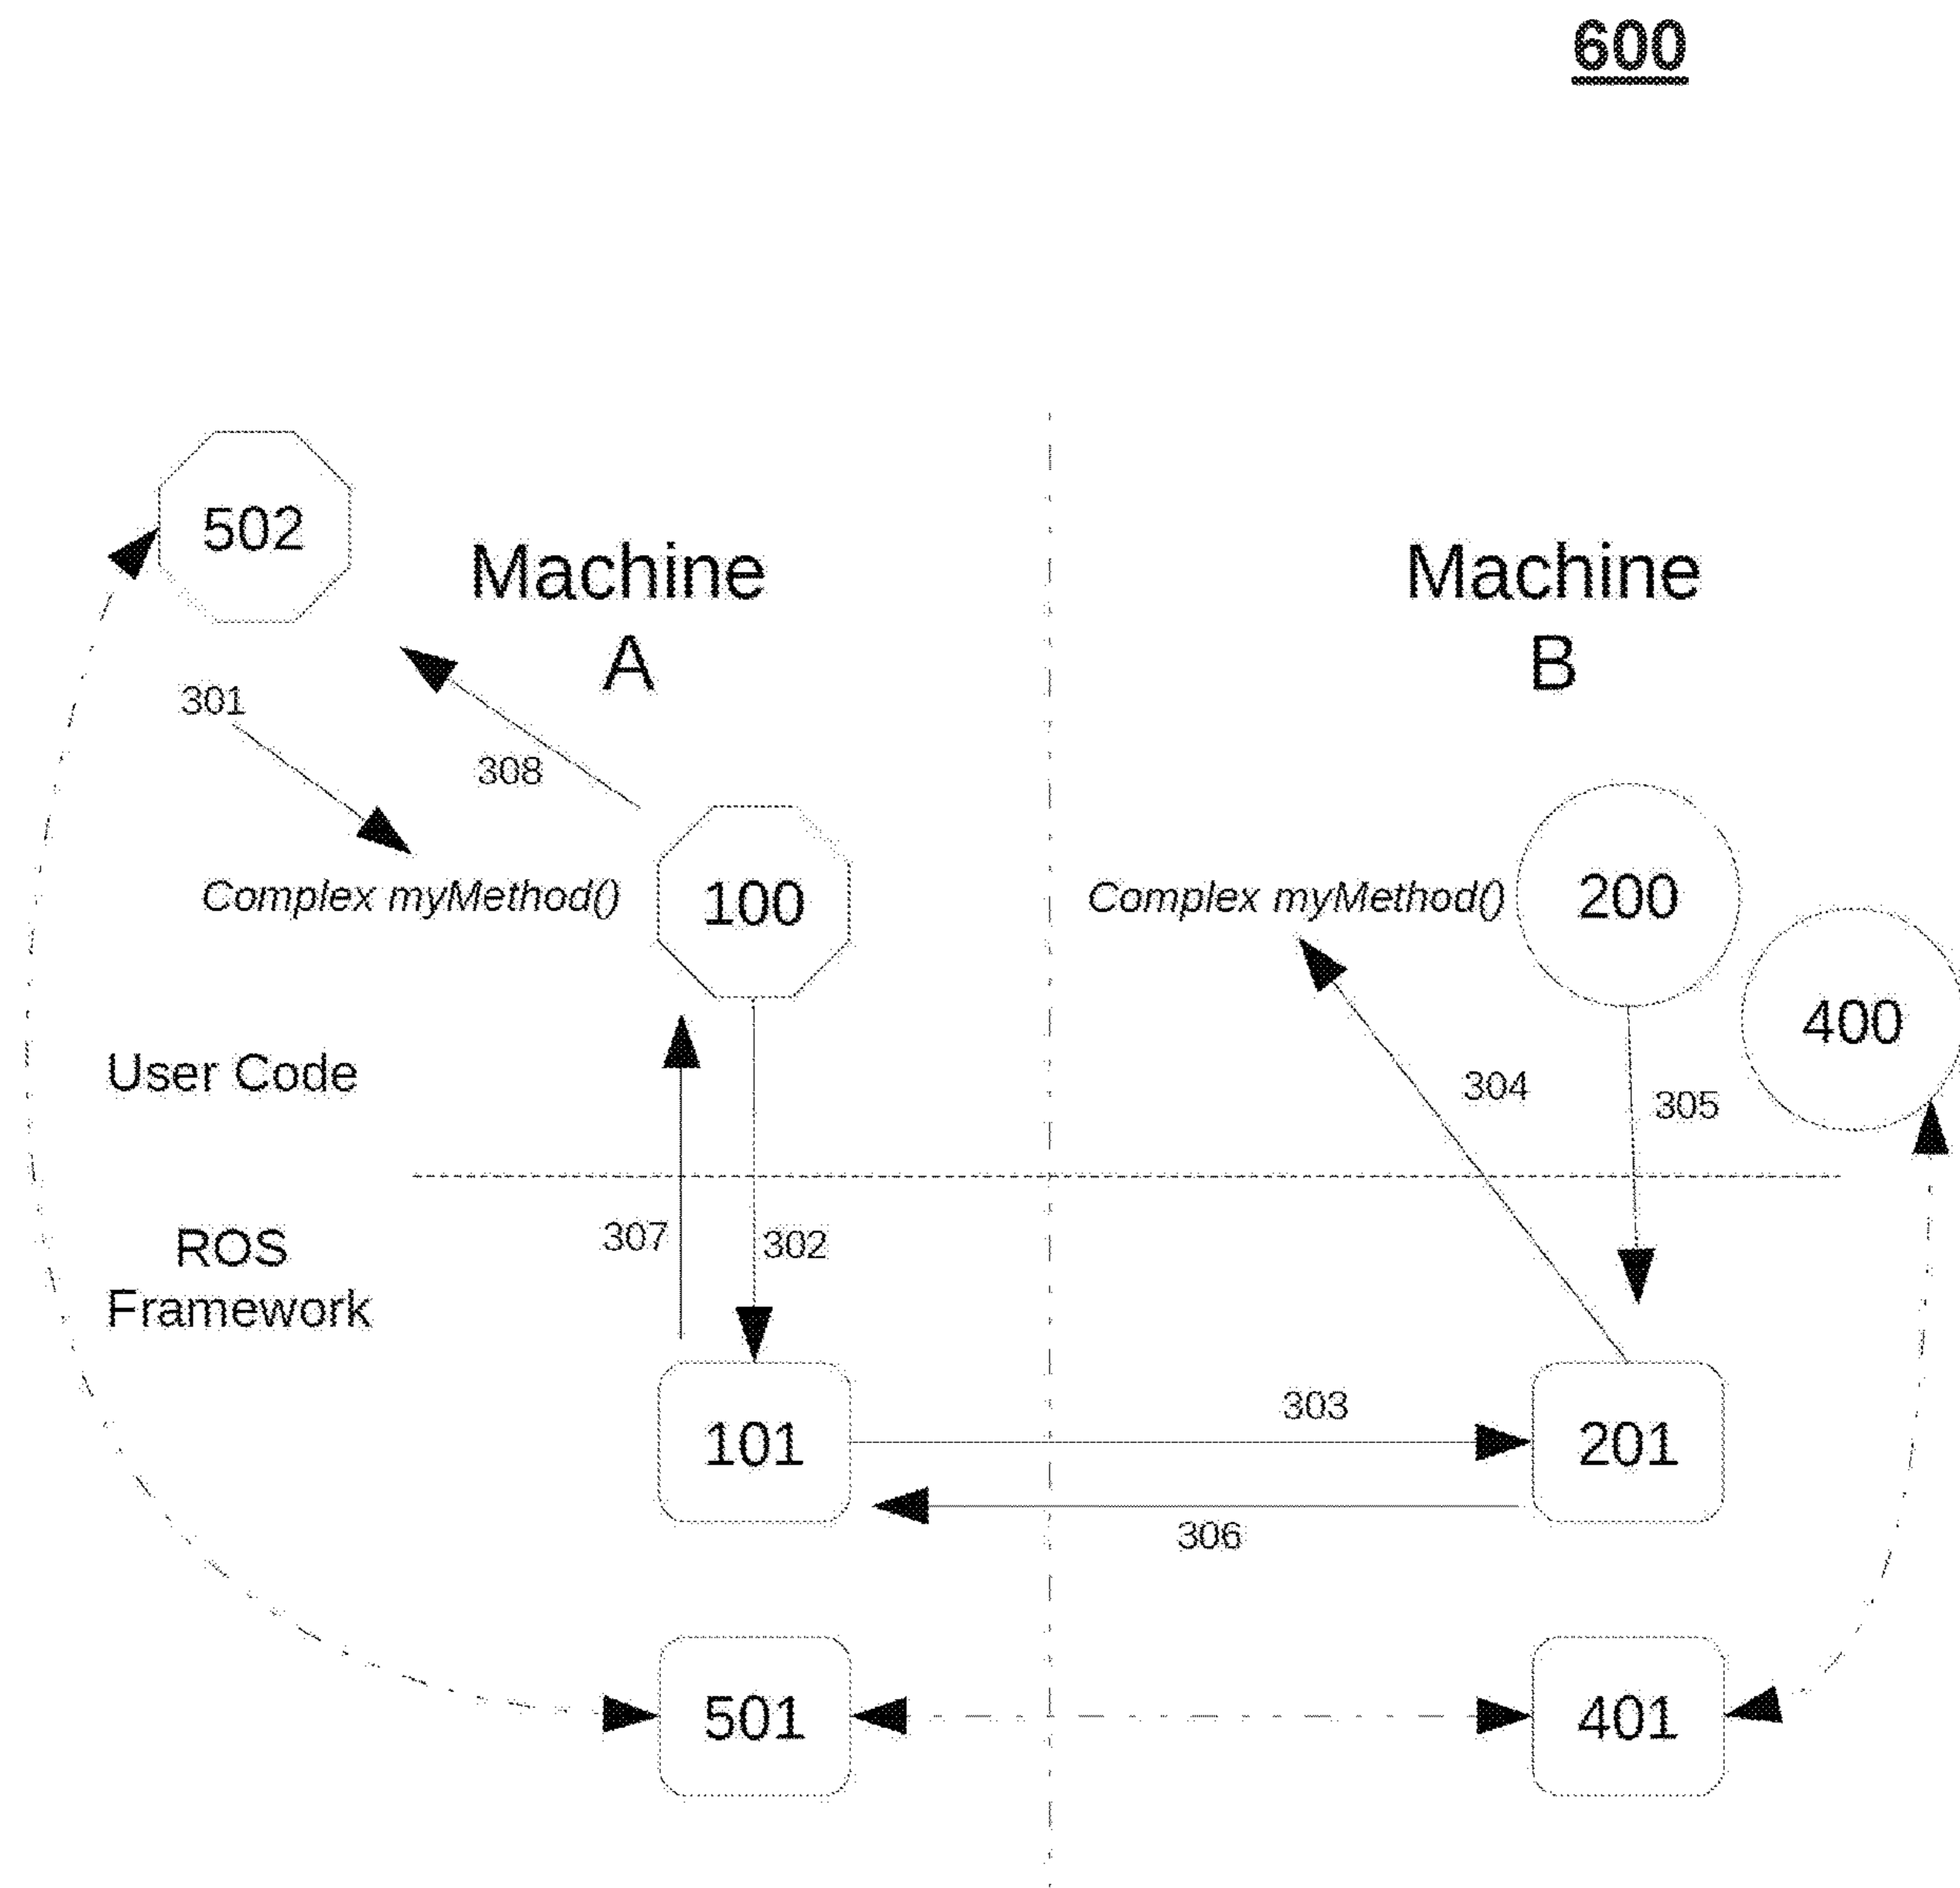 600
502
Machine
A
Machine
B
301
308
Complex myMethod()
100
Complex myMethod()
200
400
User Code
304
305
ROS
Framework
307
302
101
303
201
306
501
401